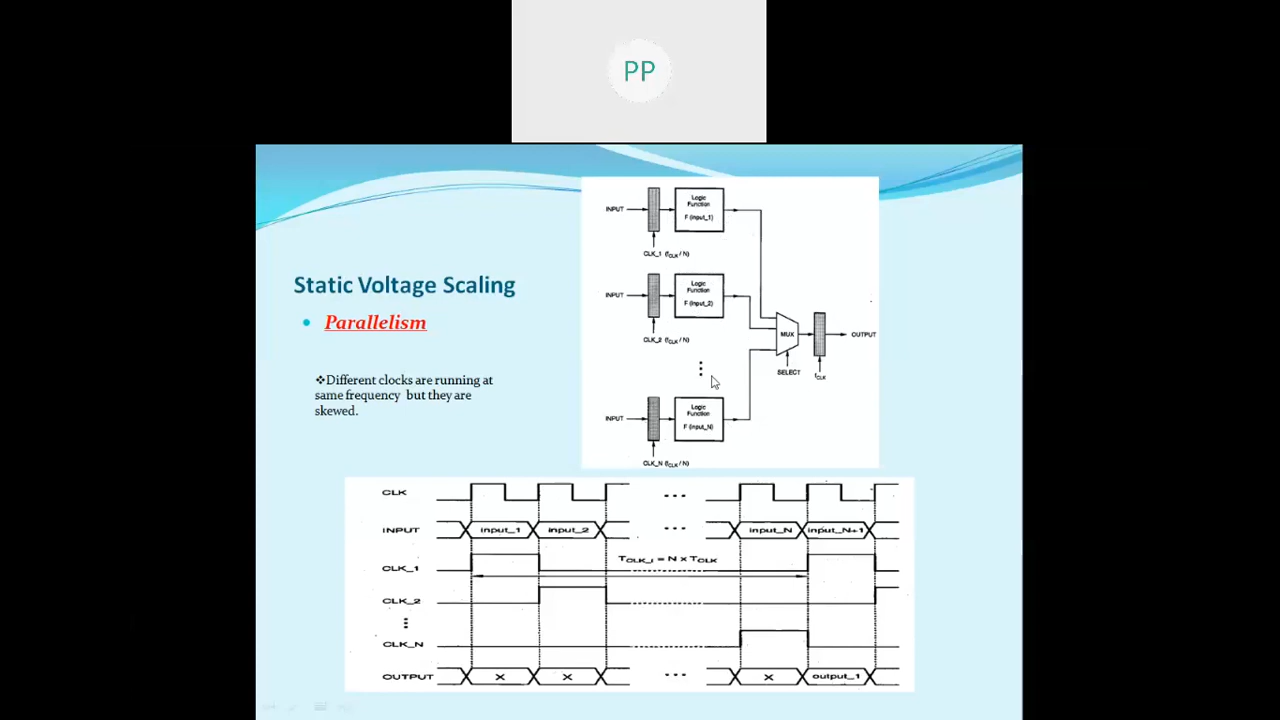 PP
Static Voltage Scaling
Parallelism
❖Different clocks are running at
same frequency but they are
skewed.
INPUT
Logic
Function
F (input_1)
CLK_1 (fCLK / N)
INPUT
Logic
Function
F (input_2)
CLK_2 (fCLK / N)
INPUT
Logic
Function
F (input_N)
CLK_N (fCLK / N)
MUX
SELECT
fCLK
OUTPUT
CLK
INPUT input_1 input_2 input_N input_N+1
CLK_1 TCLK_i = N x TCLK
CLK_2
CLK_N
OUTPUT X X X output_1